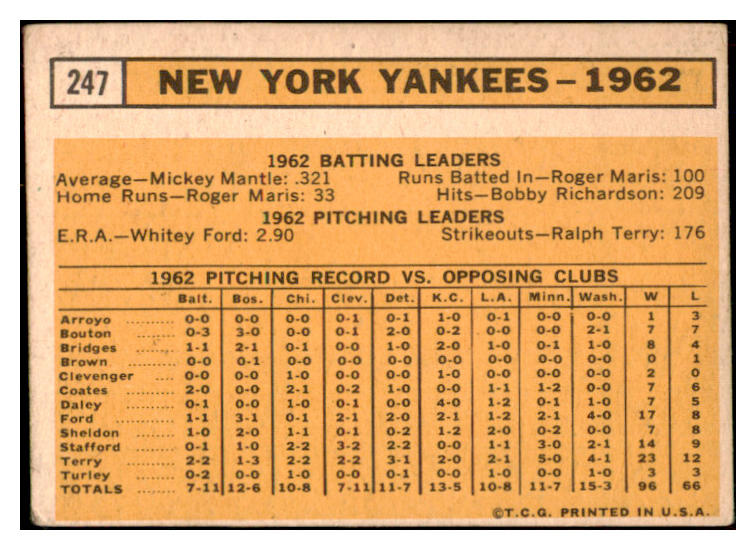 247 NEW YORK YANKEES – 1962
1962 BATTING LEADERS
Average—Mickey Mantle: .321 Runs Batted In—Roger Maris: 100
Home Runs—Roger Maris: 33 Hits—Bobby Richardson: 209
1962 PITCHING LEADERS
E.R.A.—Whitey Ford: 2.90 Strikeouts—Ralph Terry: 176
1962 PITCHING RECORD VS. OPPOSING CLUBS
Balt. Bos. Chi. Clev. Det. K.C. L.A. Minn. Wash. W L
Arroyo ........ 0-0 0-0 0-0 0-1 0-1 1-0 0-1 0-0 0-0 1 3
Bouton ........ 0-3 3-0 0-0 0-1 2-0 0-2 0-0 0-0 2-1 7 7
Bridges ........ 1-1 2-1 0-1 0-0 1-0 2-0 1-0 0-1 1-0 8 4
Brown ........ 0-0 0-1 0-0 0-0 0-0 0-0 0-0 0-0 0-0 0 1
Clevenger .... 0-0 0-0 1-0 0-0 0-0 1-0 0-0 0-0 0-0 2 0
Coates ........ 2-0 0-0 2-1 0-2 1-0 0-0 1-1 1-2 0-0 7 6
Daley ........ 0-1 0-0 1-0 0-1 0-0 4-0 1-2 0-1 1-0 7 5
Ford ........ 1-1 3-1 0-1 2-1 2-0 2-1 1-2 2-1 4-0 17 8
Sheldon ........ 1-0 2-0 1-1 0-1 0-2 1-2 2-0 0-2 0-0 7 8
Stafford ........ 0-1 1-0 2-2 3-2 2-2 0-0 1-1 3-0 2-1 14 9
Terry ........ 2-2 1-3 2-2 2-2 3-1 2-0 2-1 5-0 4-1 23 12
Turley ........ 0-2 0-0 1-0 0-0 0-1 0-0 1-0 0-0 1-0 3 3
TOTALS 7-11 12-6 10-8 7-11 11-7 13-5 10-8 11-7 15-3 96 66
©T.C.G. PRINTED IN U.S.A.